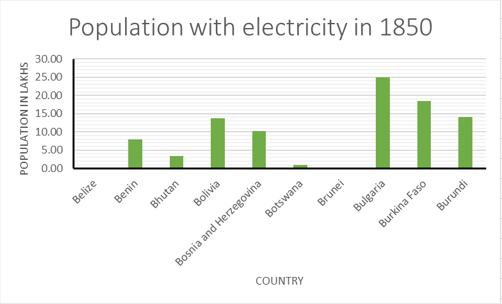 Population with electricity in 1850
POPULATION IN LAKHS
30.00
25.00
20.00
15.00
10.00
5.00
0.00
Belize
Benin
Bhutan
Bolivia
Bosnia and Herzegovina
Botswana
Brunei
Bulgaria
Burkina Faso
Burundi
COUNTRY